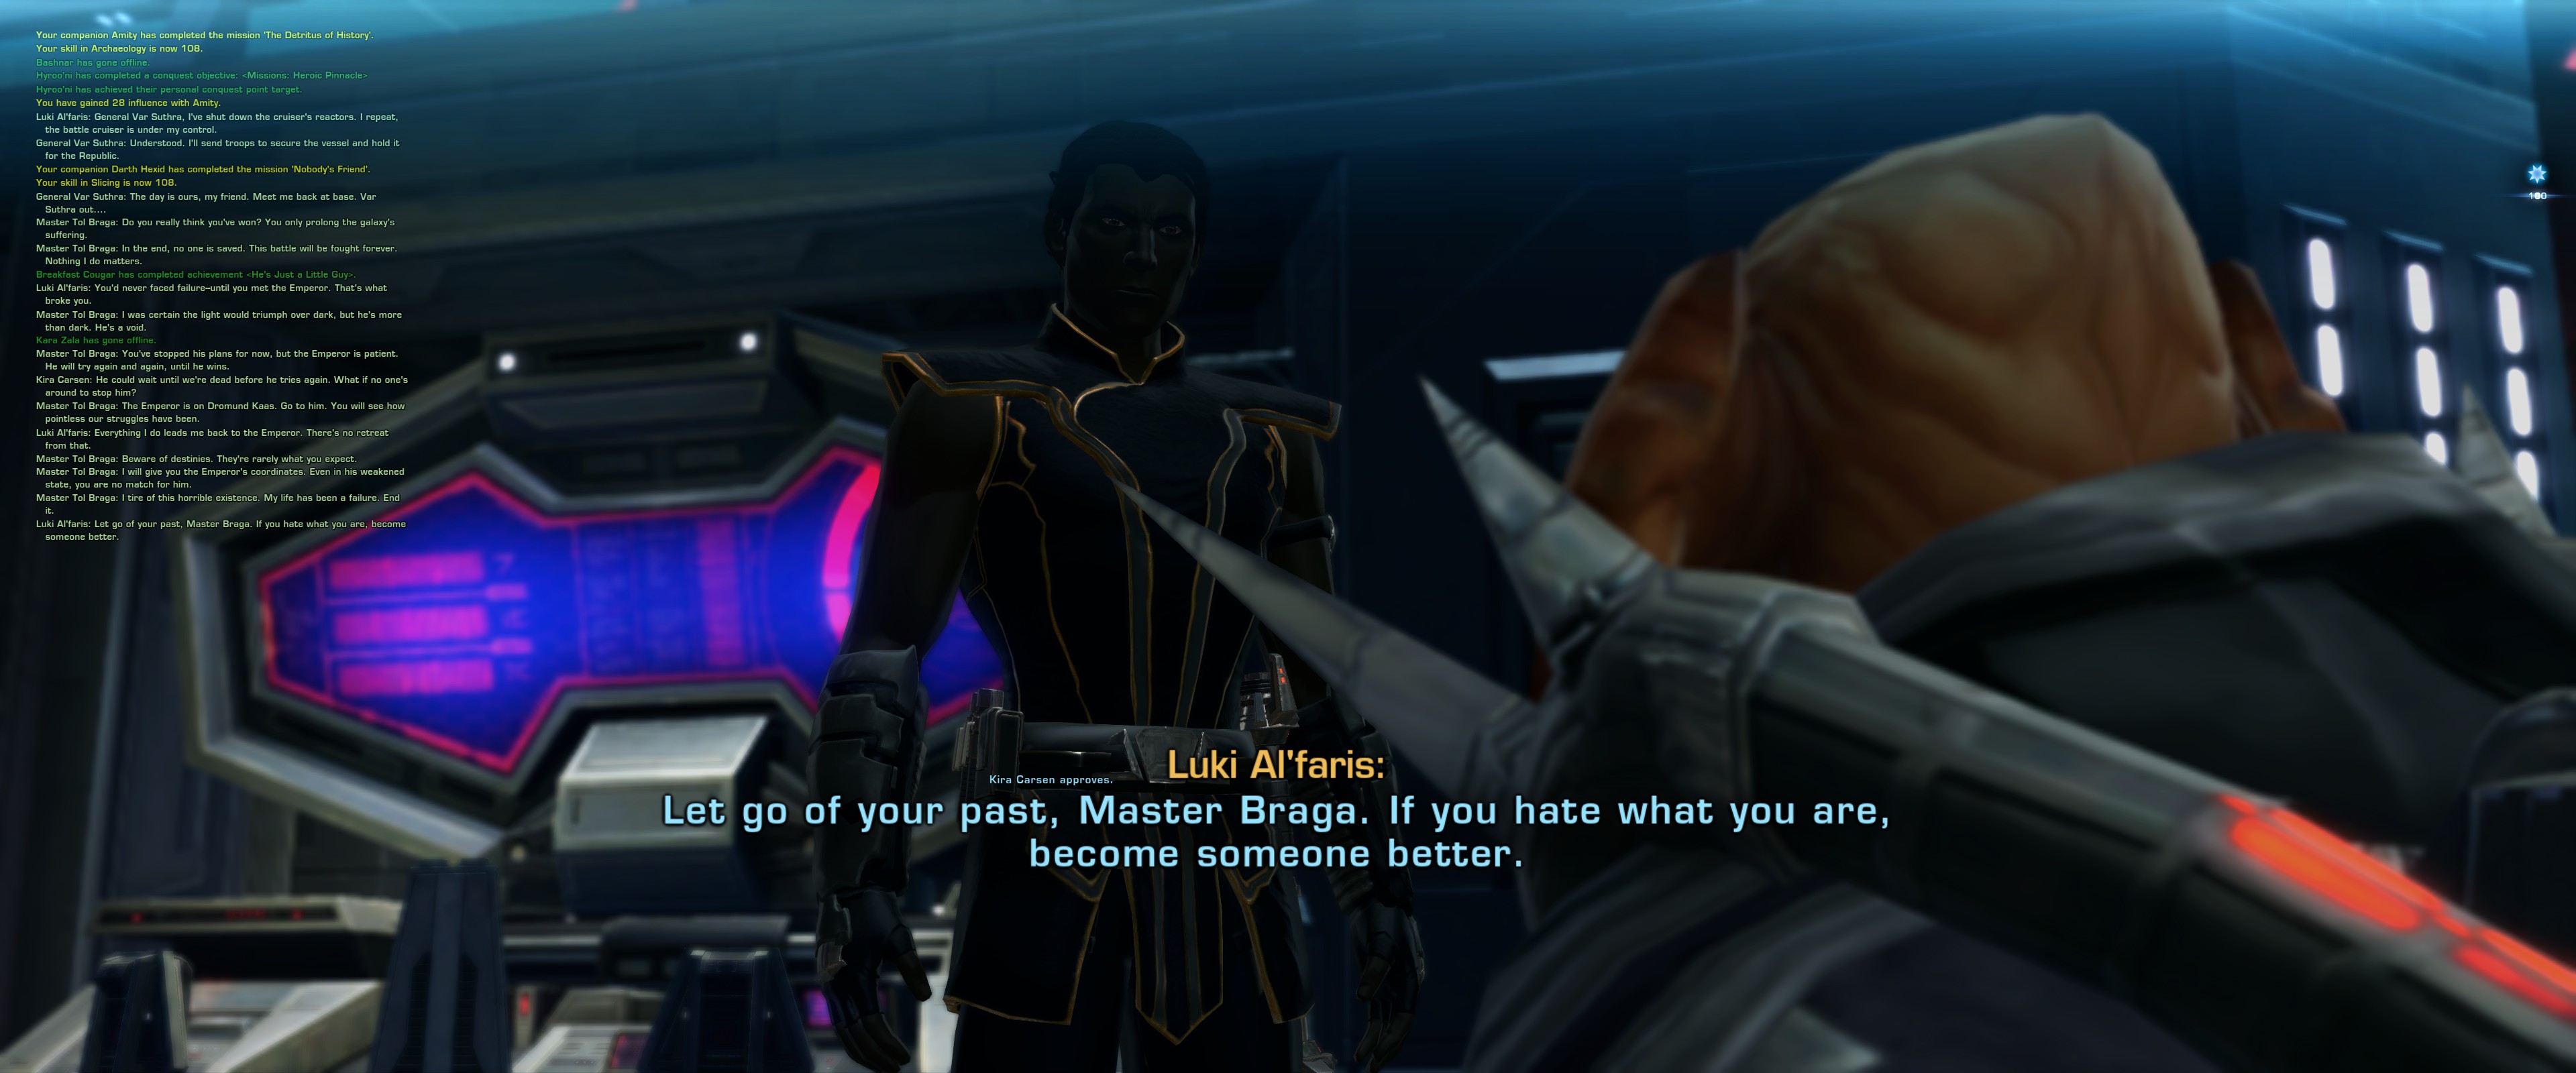 Your companion Amity has completed the mission 'The Detritus of History'.
Your skill in Archaeology is now 108.
Bashnar has gone offline.
Hyroo'ni has completed a conquest objective: <Missions: Heroic Pinnacle>
Hyroo'ni has achieved their personal conquest point target.
You have gained 28 influence with Amity.
Luki Al'faris: General Var Suthra, I've shut down the cruiser's reactors. I repeat,
the battle cruiser is under my control.
General Var Suthra: Understood. I'll send troops to secure the vessel and hold it
for the Republic.
Your companion Darth Hexid has completed the mission 'Nobody's Friend'.
Your skill in Slicing is now 108.
General Var Suthra: The day is ours, my friend. Meet me back at base. Var
Suthra out....
Master Tol Braga: Do you really think you've won? You only prolong the galaxy's
suffering.
Master Tol Braga: In the end, no one is saved. This battle will be fought forever.
Nothing I do matters.
Breakfast Cougar has completed achievement <He's Just a Little Guy>.
Luki Al'faris: You'd never faced failure—until you met the Emperor. That's what
broke you.
Master Tol Braga: I was certain the light would triumph over dark, but he's more
than dark. He's a void.
Kara Zala has gone offline.
Master Tol Braga: You've stopped his plans for now, but the Emperor is patient.
He will try again and again, until he wins.
Kira Carsen: He could wait until we're dead before he tries again. What if no one's
around to stop him?
Master Tol Braga: The Emperor is on Dromund Kaas. Go to him. You will see how
pointless our struggles have been.
Luki Al'faris: Everything I do leads me back to the Emperor. There's no retreat
from that.
Master Tol Braga: Beware of destinies. They're rarely what you expect.
Master Tol Braga: I will give you the Emperor's coordinates. Even in his weakened
state, you are no match for him.
Master Tol Braga: I tire of this horrible existence. My life has been a failure. End
it.
Luki Al'faris: Let go of your past, Master Braga. If you hate what you are, become
someone better.
Luki Al'faris:
Kira Carsen approves.
Let go of your past, Master Braga. If you hate what you are,
become someone better.